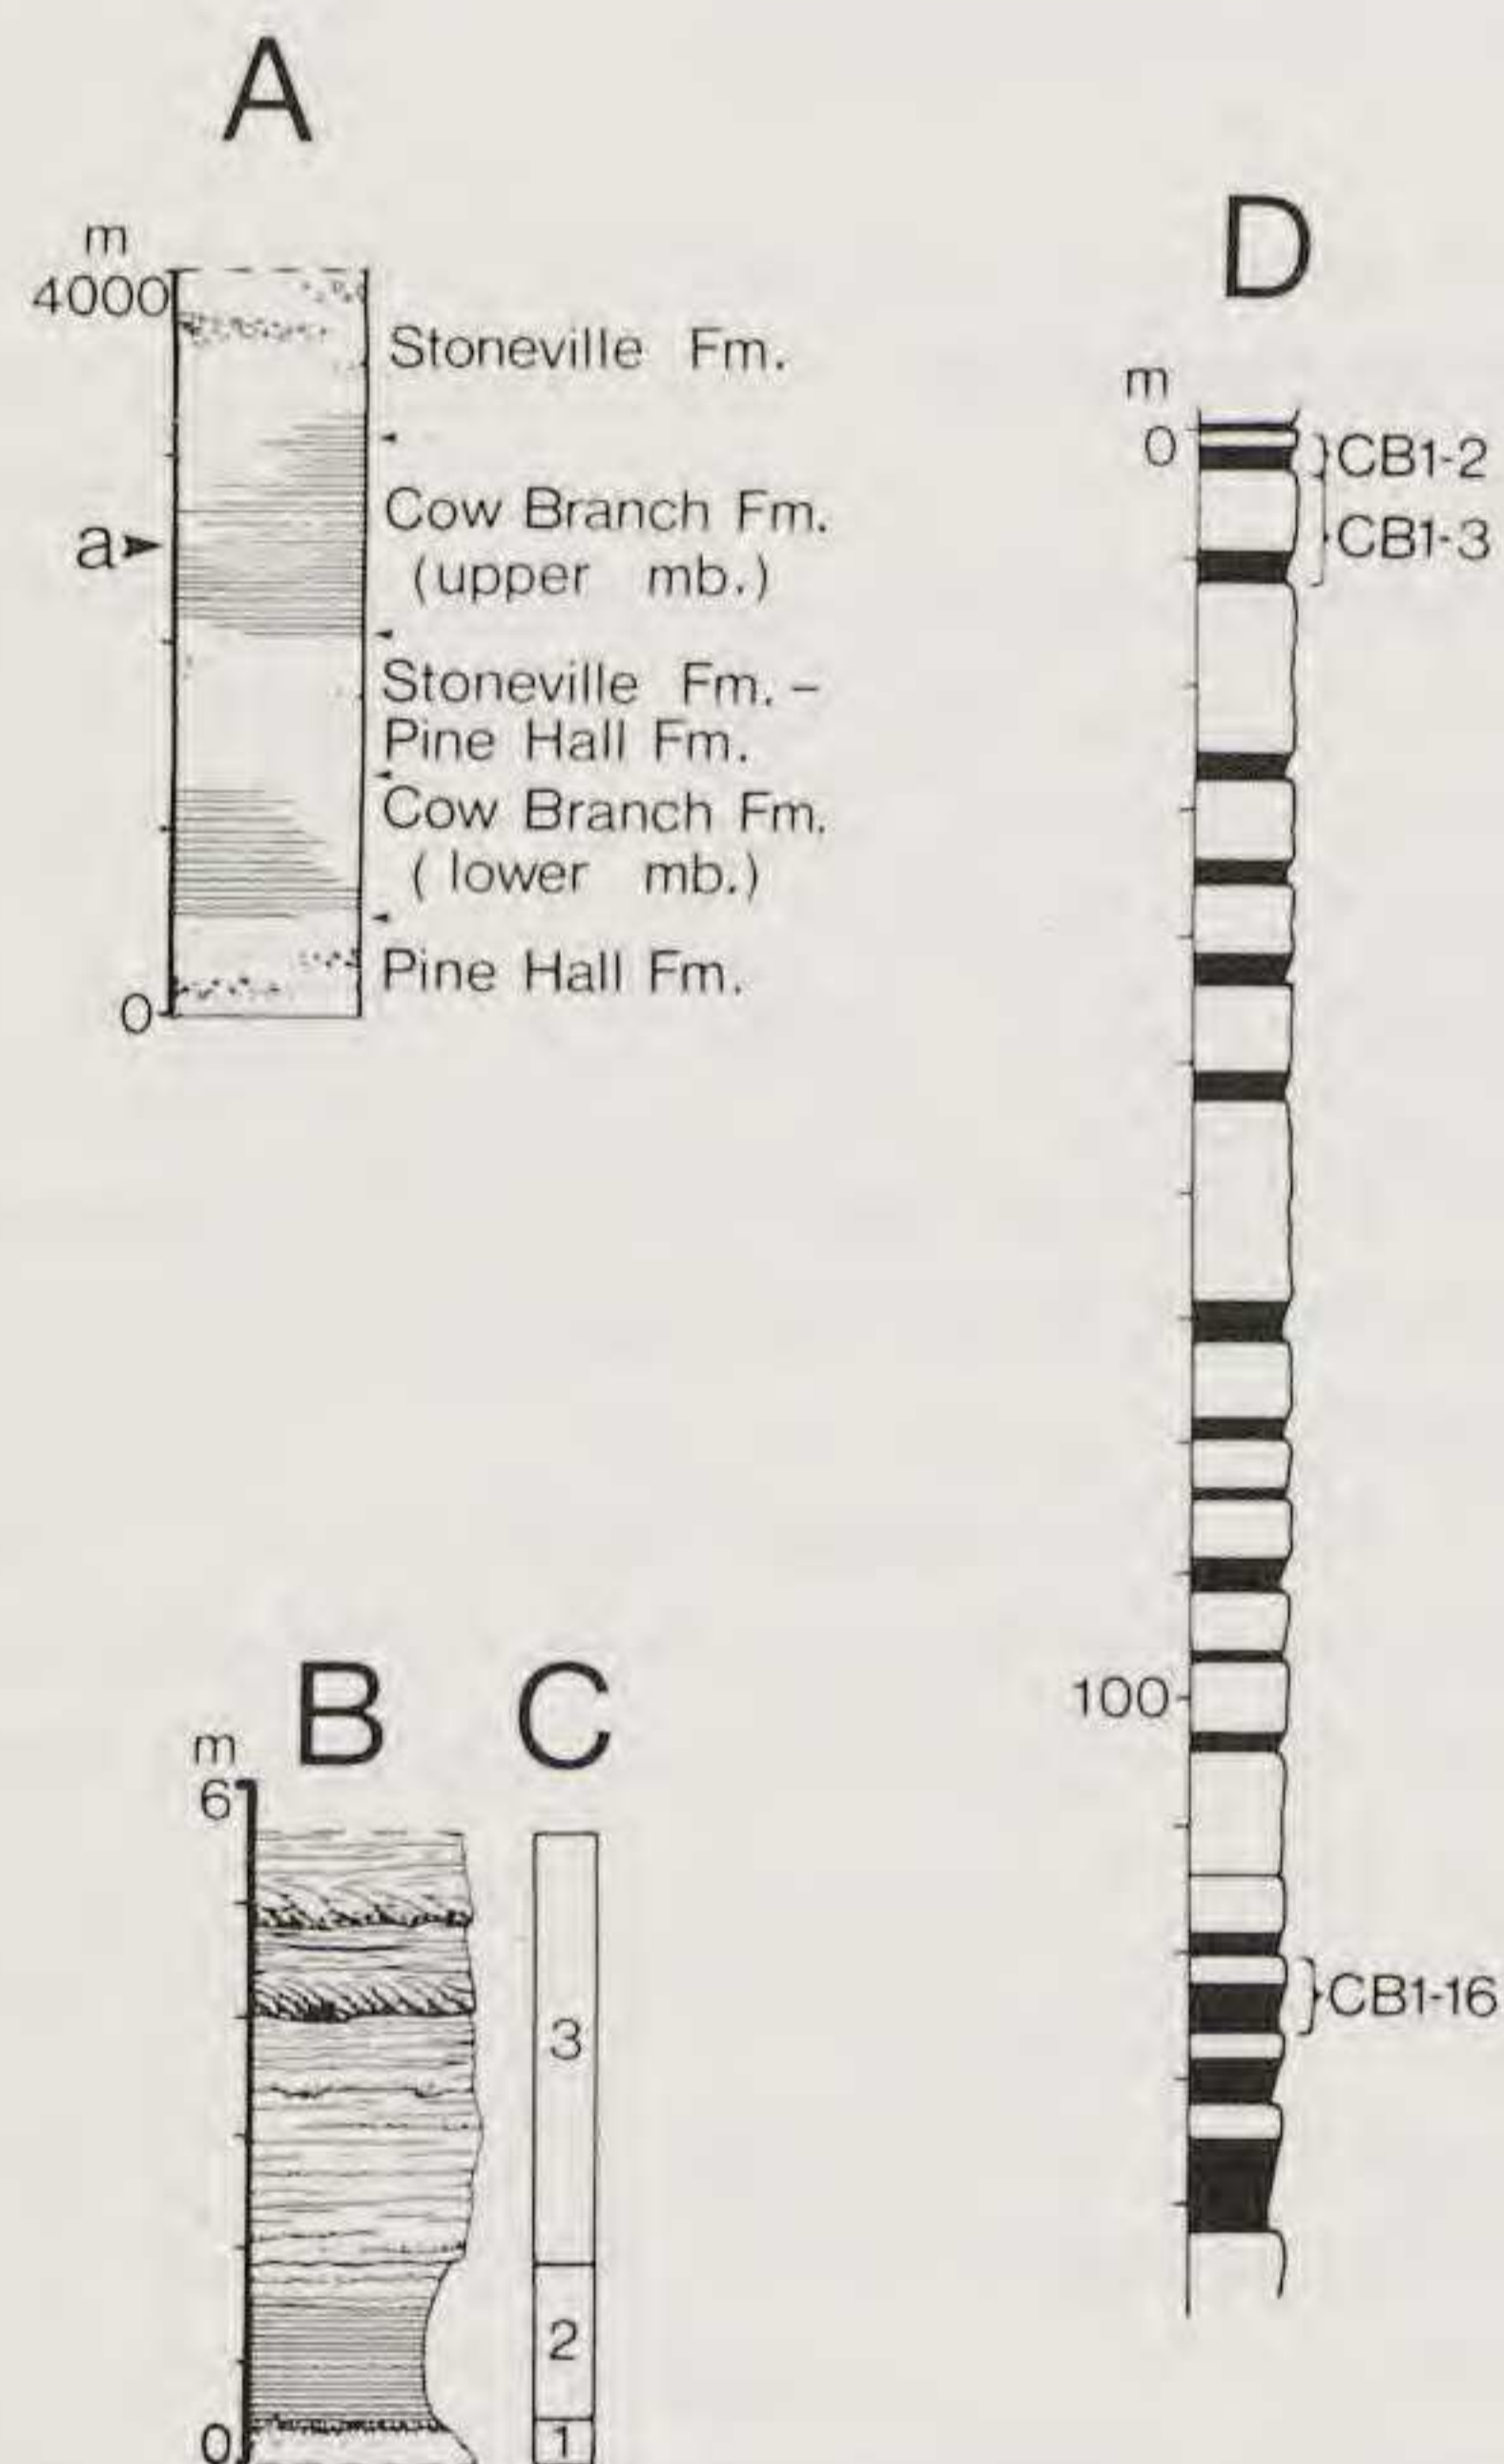 A
m
4000
Stoneville Fm.
a
Cow Branch Fm.
(upper mb.)
Stoneville Fm. –
Pine Hall Fm.
Cow Branch Fm.
( lower mb.)
Pine Hall Fm.
0
D
m
0
CB1-2
CB1-3
100
CB1-16
B
C
m
6
3
2
1
0